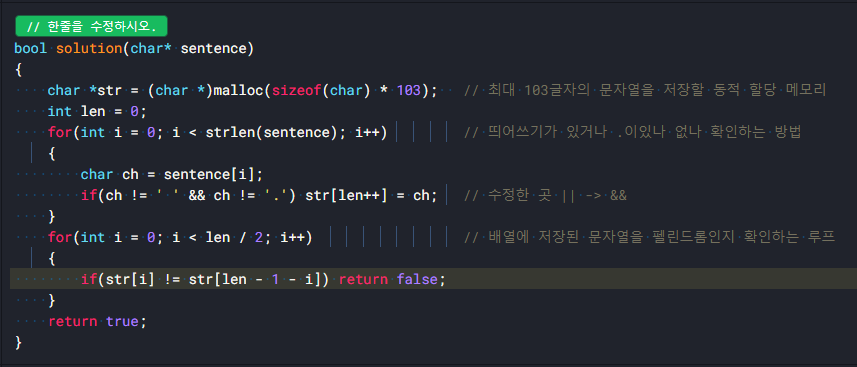 // 한줄을 수정하시오.
bool solution(char* sentence)
{
    char *str = (char *)malloc(sizeof(char) * 103);  // 최대 103글자의 문자열을 저장할 동적 할당 메모리
    int len = 0;
    for(int i = 0; i < strlen(sentence); i++)  // 띄어쓰기가 있거나 .이있나 없나 확인하는 방법
    {
        char ch = sentence[i];
        if(ch != ' ' && ch != '.') str[len++] = ch;  // 수정한 곳 || -> &&
    }
    for(int i = 0; i < len / 2; i++)  // 배열에 저장된 문자열을 펠린드롬인지 확인하는 루프
    {
        if(str[i] != str[len - 1 - i]) return false;
    }
    return true;
}